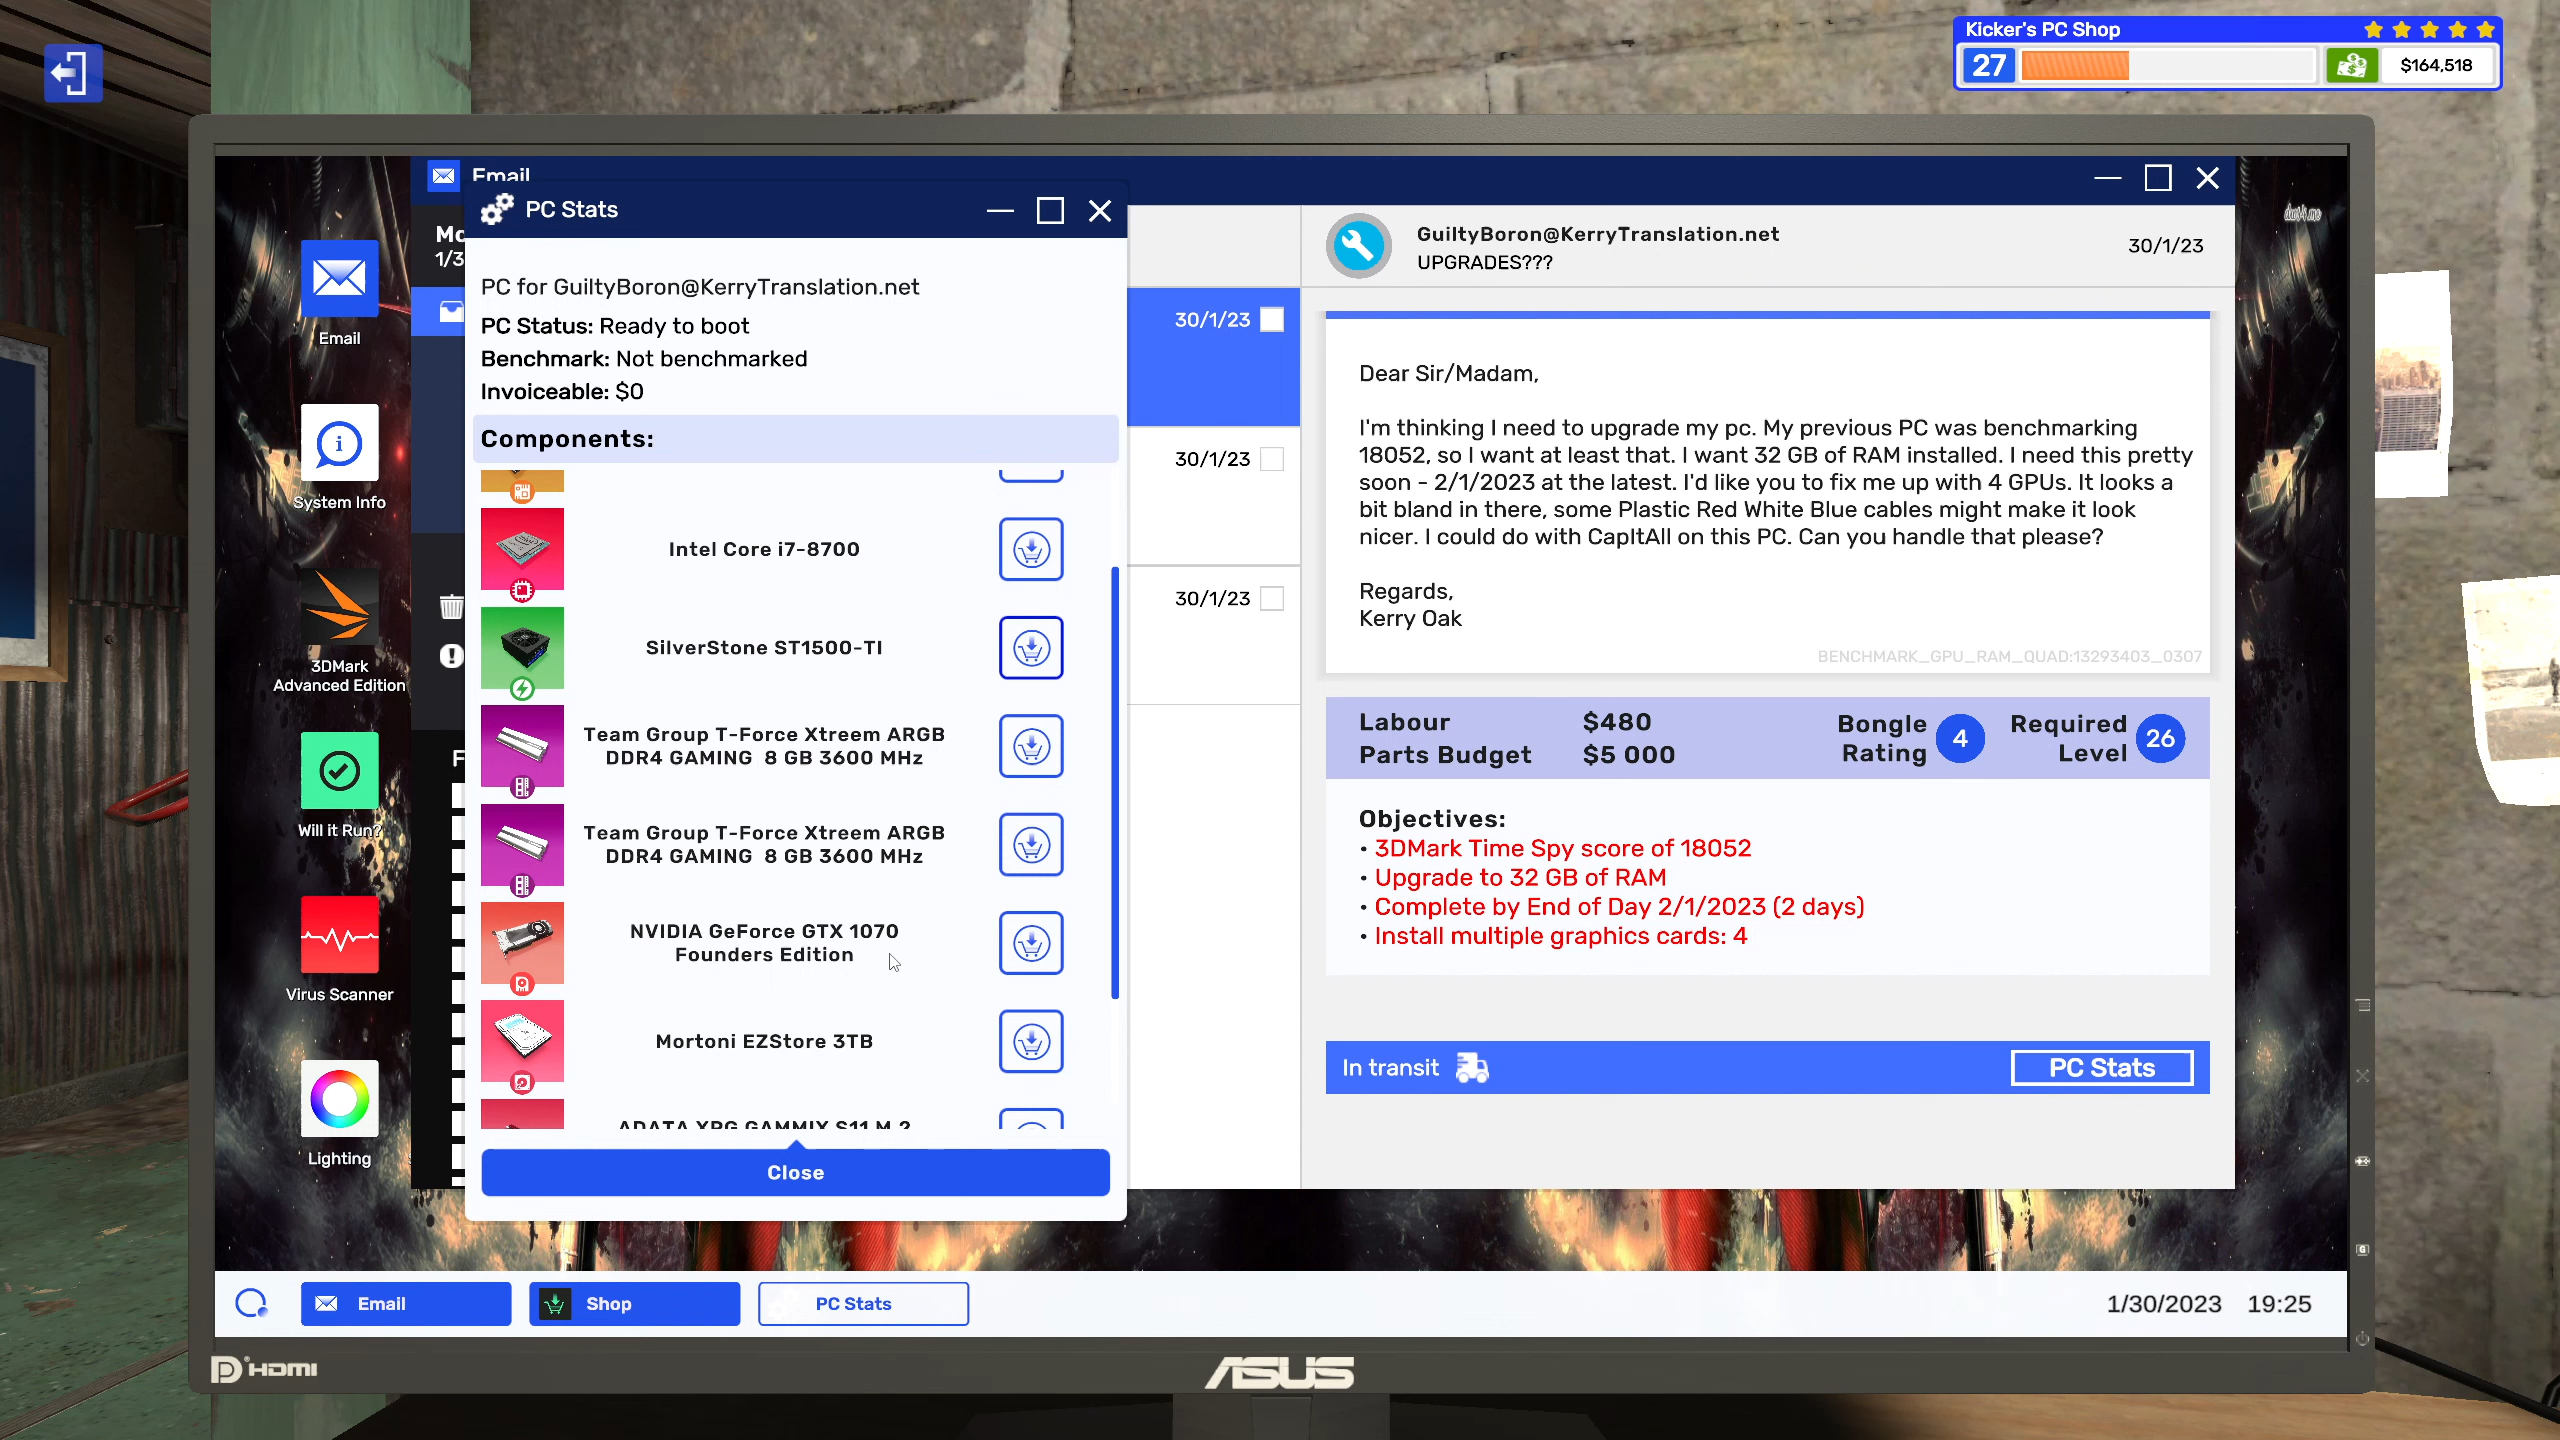 Kicker's PC Shop
27
$164,518
Email
PC Stats
PC for GuiltyBoron@KerryTranslation.net
PC Status: Ready to boot
Benchmark: Not benchmarked
Invoiceable: $0
Components:
Intel Core i7-8700
SilverStone ST1500-TI
Team Group T-Force Xtreem ARGB
DDR4 GAMING 8 GB 3600 MHz
Team Group T-Force Xtreem ARGB
DDR4 GAMING 8 GB 3600 MHz
NVIDIA GeForce GTX 1070
Founders Edition
Mortoni EZStore 3TB
ADATA XPG GAMMIX S11 M.2
Close
Email
System Info
3DMark
Advanced Edition
Will it Run?
Virus Scanner
Lighting
Mo
1/3
F
30/1/23
30/1/23
30/1/23
GuiltyBoron@KerryTranslation.net
UPGRADES???
30/1/23
Dear Sir/Madam,
I'm thinking I need to upgrade my pc. My previous PC was benchmarking
18052, so I want at least that. I want 32 GB of RAM installed. I need this pretty
soon - 2/1/2023 at the latest. I'd like you to fix me up with 4 GPUs. It looks a
bit bland in there, some Plastic Red White Blue cables might make it look
nicer. I could do with CapItAll on this PC. Can you handle that please?
Regards,
Kerry Oak
BENCHMARK_GPU_RAM_QUAD:13293403_0307
Labour $480
Parts Budget $5 000
Bongle Rating 4
Required Level 26
Objectives:
• 3DMark Time Spy score of 18052
• Upgrade to 32 GB of RAM
• Complete by End of Day 2/1/2023 (2 days)
• Install multiple graphics cards: 4
In transit
PC Stats
Email
Shop
PC Stats
1/30/2023 19:25
HDMI
ASUS